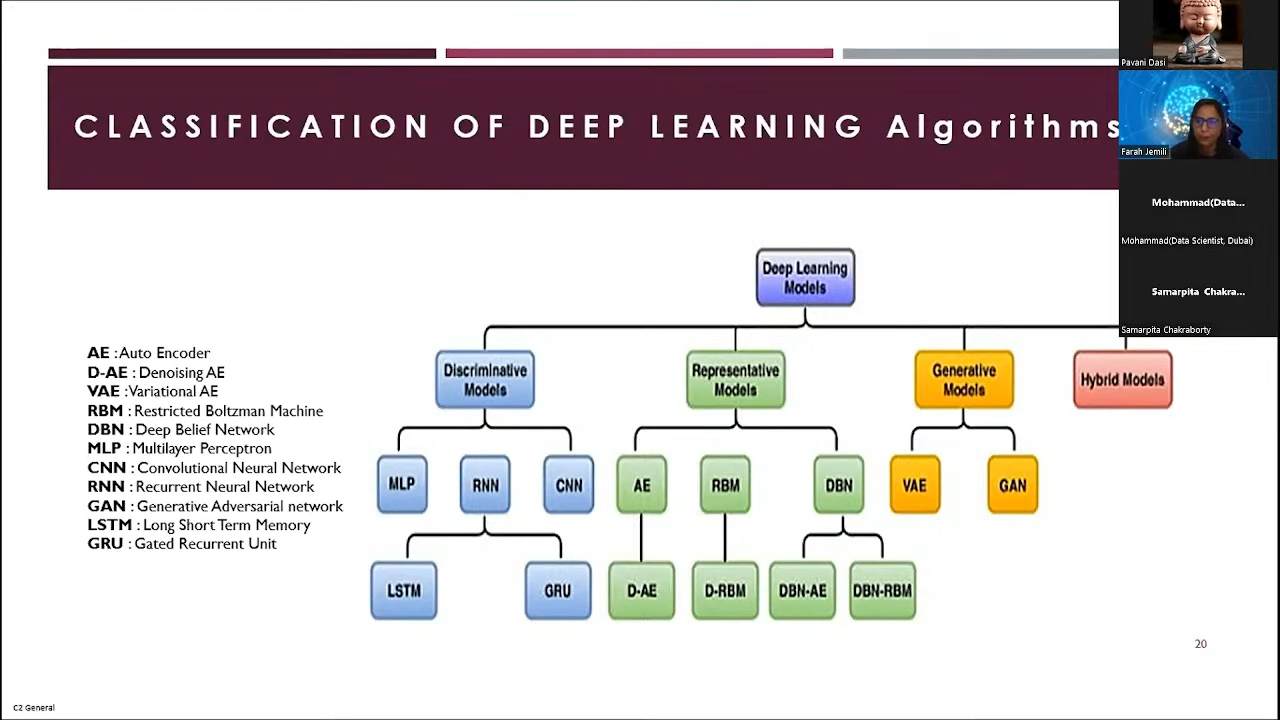 CLASSIFICATION OF DEEP LEARNING Algorithms
Pavani Dasi
Farah Jemili
Mohammad(Data...
Mohammad(Data Scientist, Dubai)
Samarpita Chakra...
Samarpita Chakraborty
AE : Auto Encoder
D-AE : Denoising AE
VAE : Variational AE
RBM : Restricted Boltzman Machine
DBN : Deep Belief Network
MLP : Multilayer Perceptron
CNN : Convolutional Neural Network
RNN : Recurrent Neural Network
GAN : Generative Adversarial network
LSTM : Long Short Term Memory
GRU : Gated Recurrent Unit
Deep Learning
Models
Discriminative
Models
Representative
Models
Generative
Models
Hybrid Models
MLP
RNN
CNN
AE
RBM
DBN
VAE
GAN
LSTM
GRU
D-AE
D-RBM
DBN-AE
DBN-RBM
20
C2 General